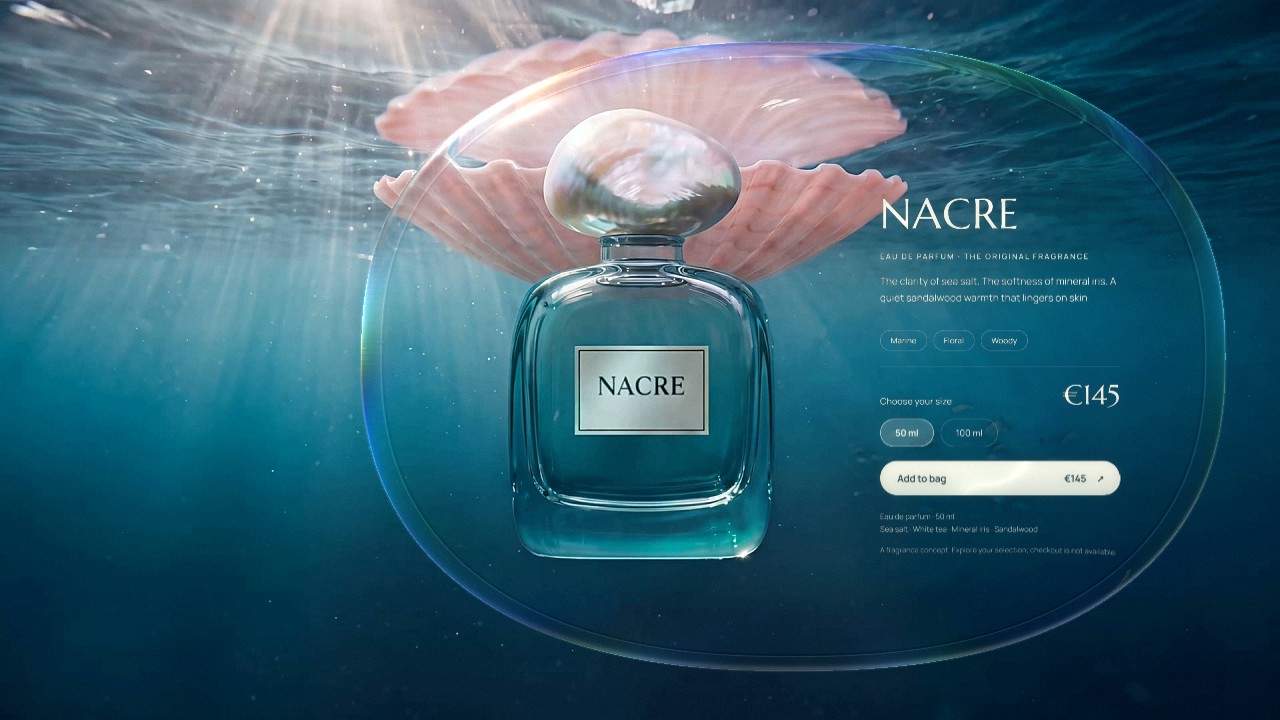 NACRE
NACRE
EAU DE PARFUM · THE ORIGINAL FRAGRANCE
The clarity of sea salt. The softness of mineral iris. A
quiet sandalwood warmth that lingers on skin
Marine
Floral
Woody
€145
Choose your size
50 ml
100 ml
Add to bag €145 ↗
Eau de parfum · 50 ml
Sea salt · White tea · Mineral iris · Sandalwood
A fragrance concept. Explore your selection; checkout is not available.